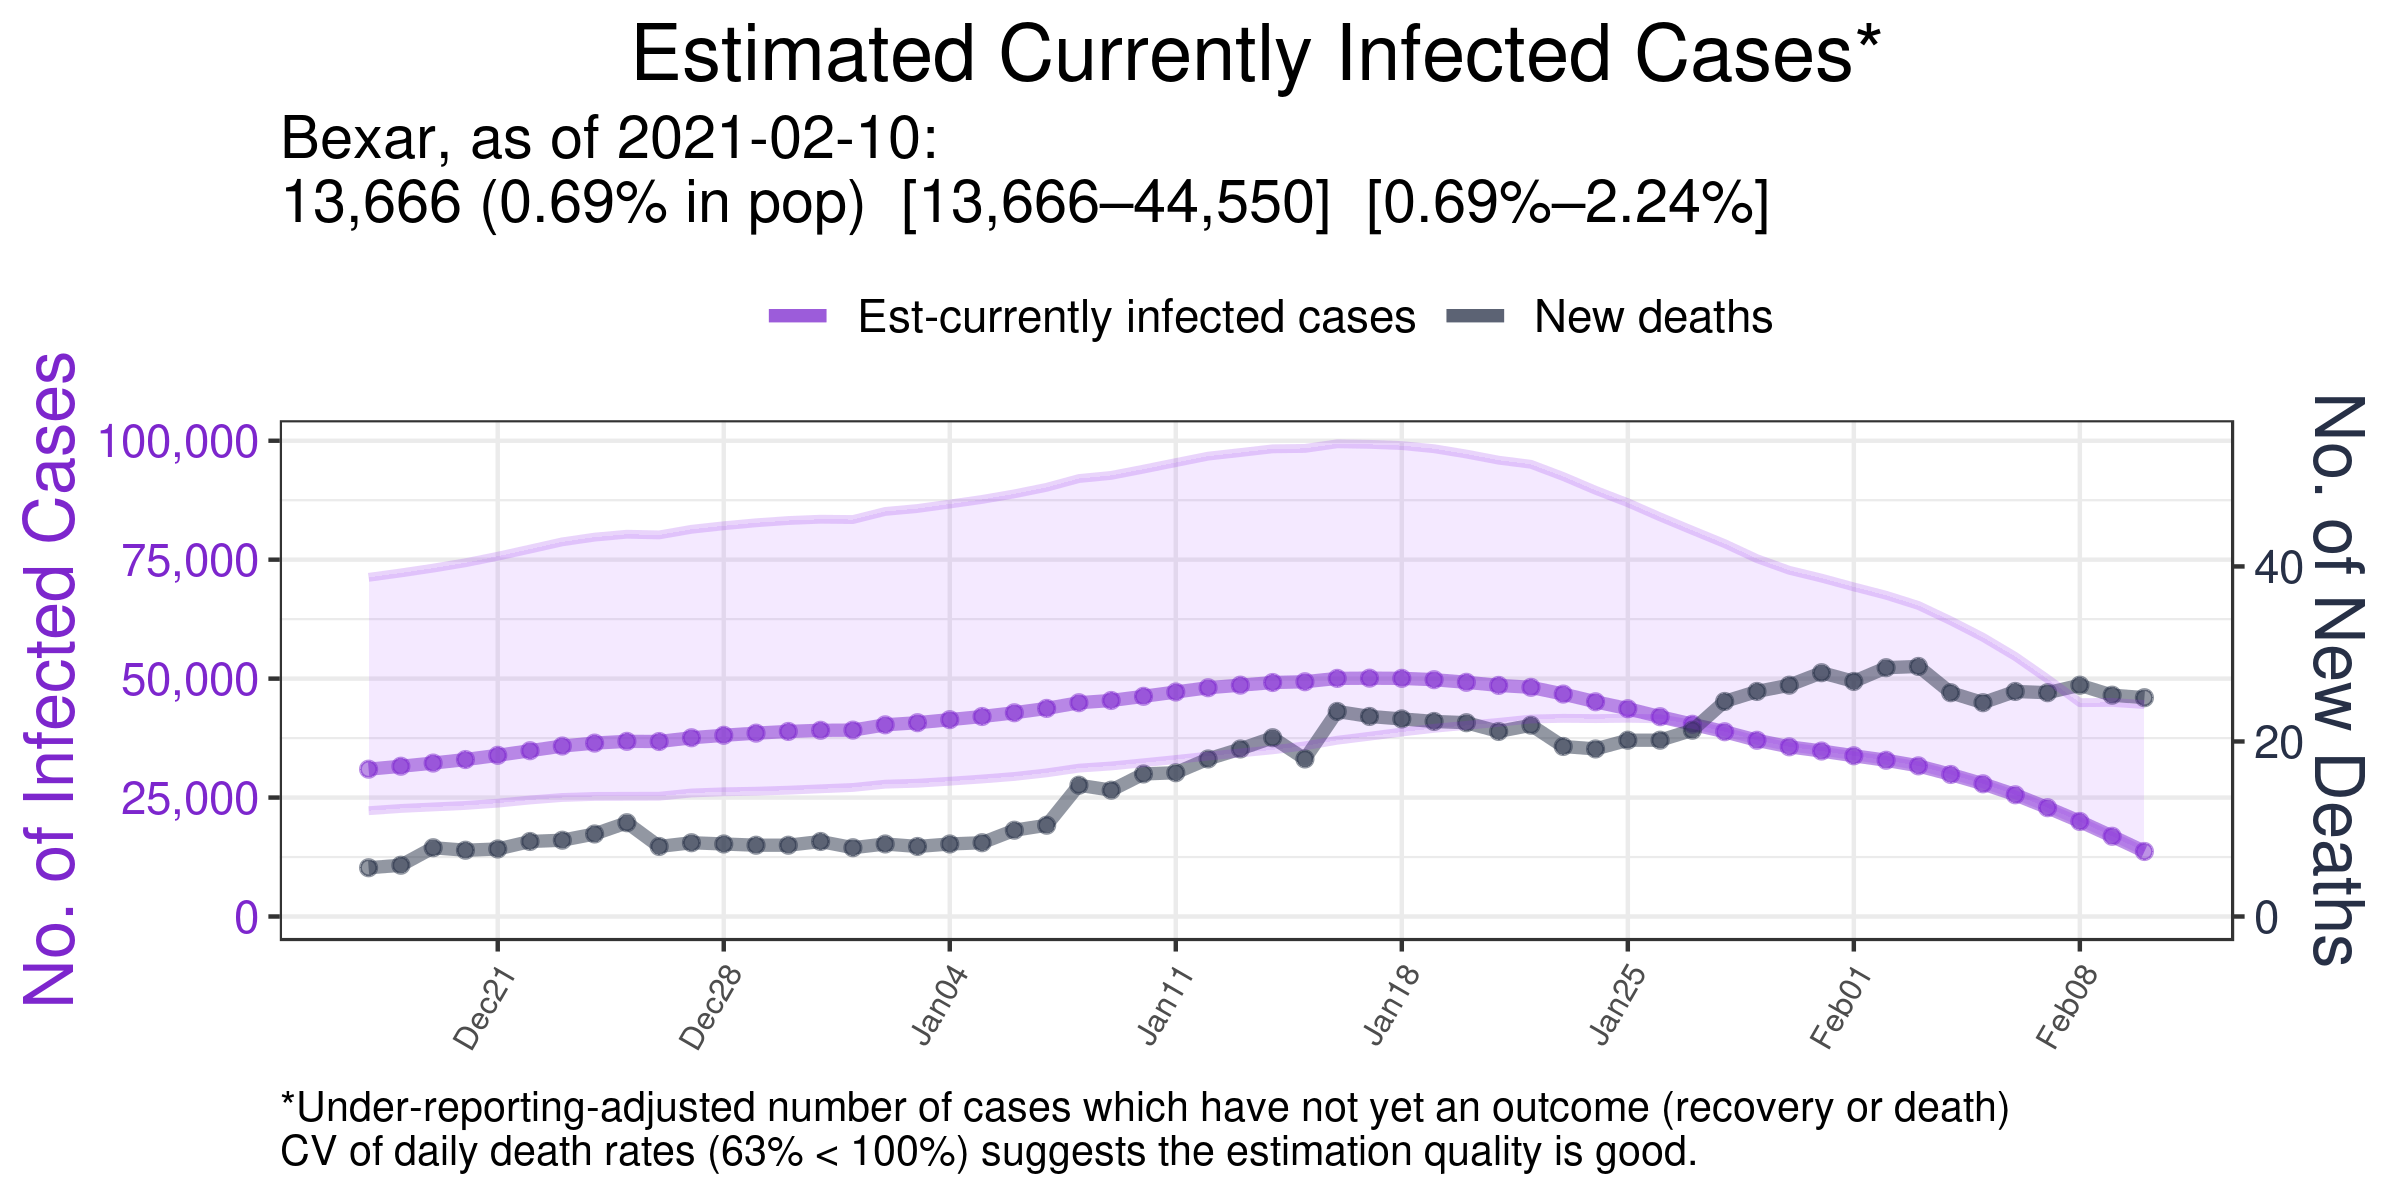 Estimated Currently Infected Cases*
Bexar, as of 2021-02-10:
13,666 (0.69% in pop)  [13,666–44,550]  [0.69%–2.24%]
Est-currently infected cases
New deaths
No. of Infected Cases
100,000
75,000
50,000
25,000
0
40
20
0
No. of New Deaths
Dec21
Dec28
Jan04
Jan11
Jan18
Jan25
Feb01
Feb08
*Under-reporting-adjusted number of cases which have not yet an outcome (recovery or death)
CV of daily death rates (63% < 100%) suggests the estimation quality is good.